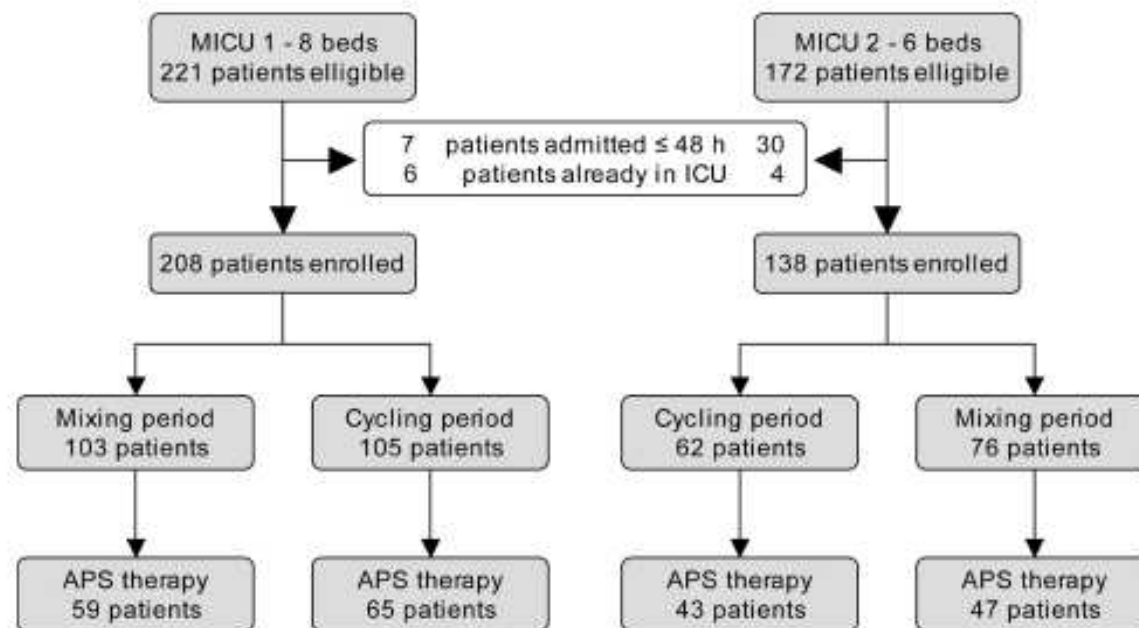 MICU 1 - 8 beds
221 patients elligible
MICU 2 - 6 beds
172 patients elligible
7 patients admitted ≤ 48 h 30
6 patients already in ICU 4
208 patients enrolled
138 patients enrolled
Mixing period
103 patients
Cycling period
105 patients
Cycling period
62 patients
Mixing period
76 patients
APS therapy
59 patients
APS therapy
65 patients
APS therapy
43 patients
APS therapy
47 patients